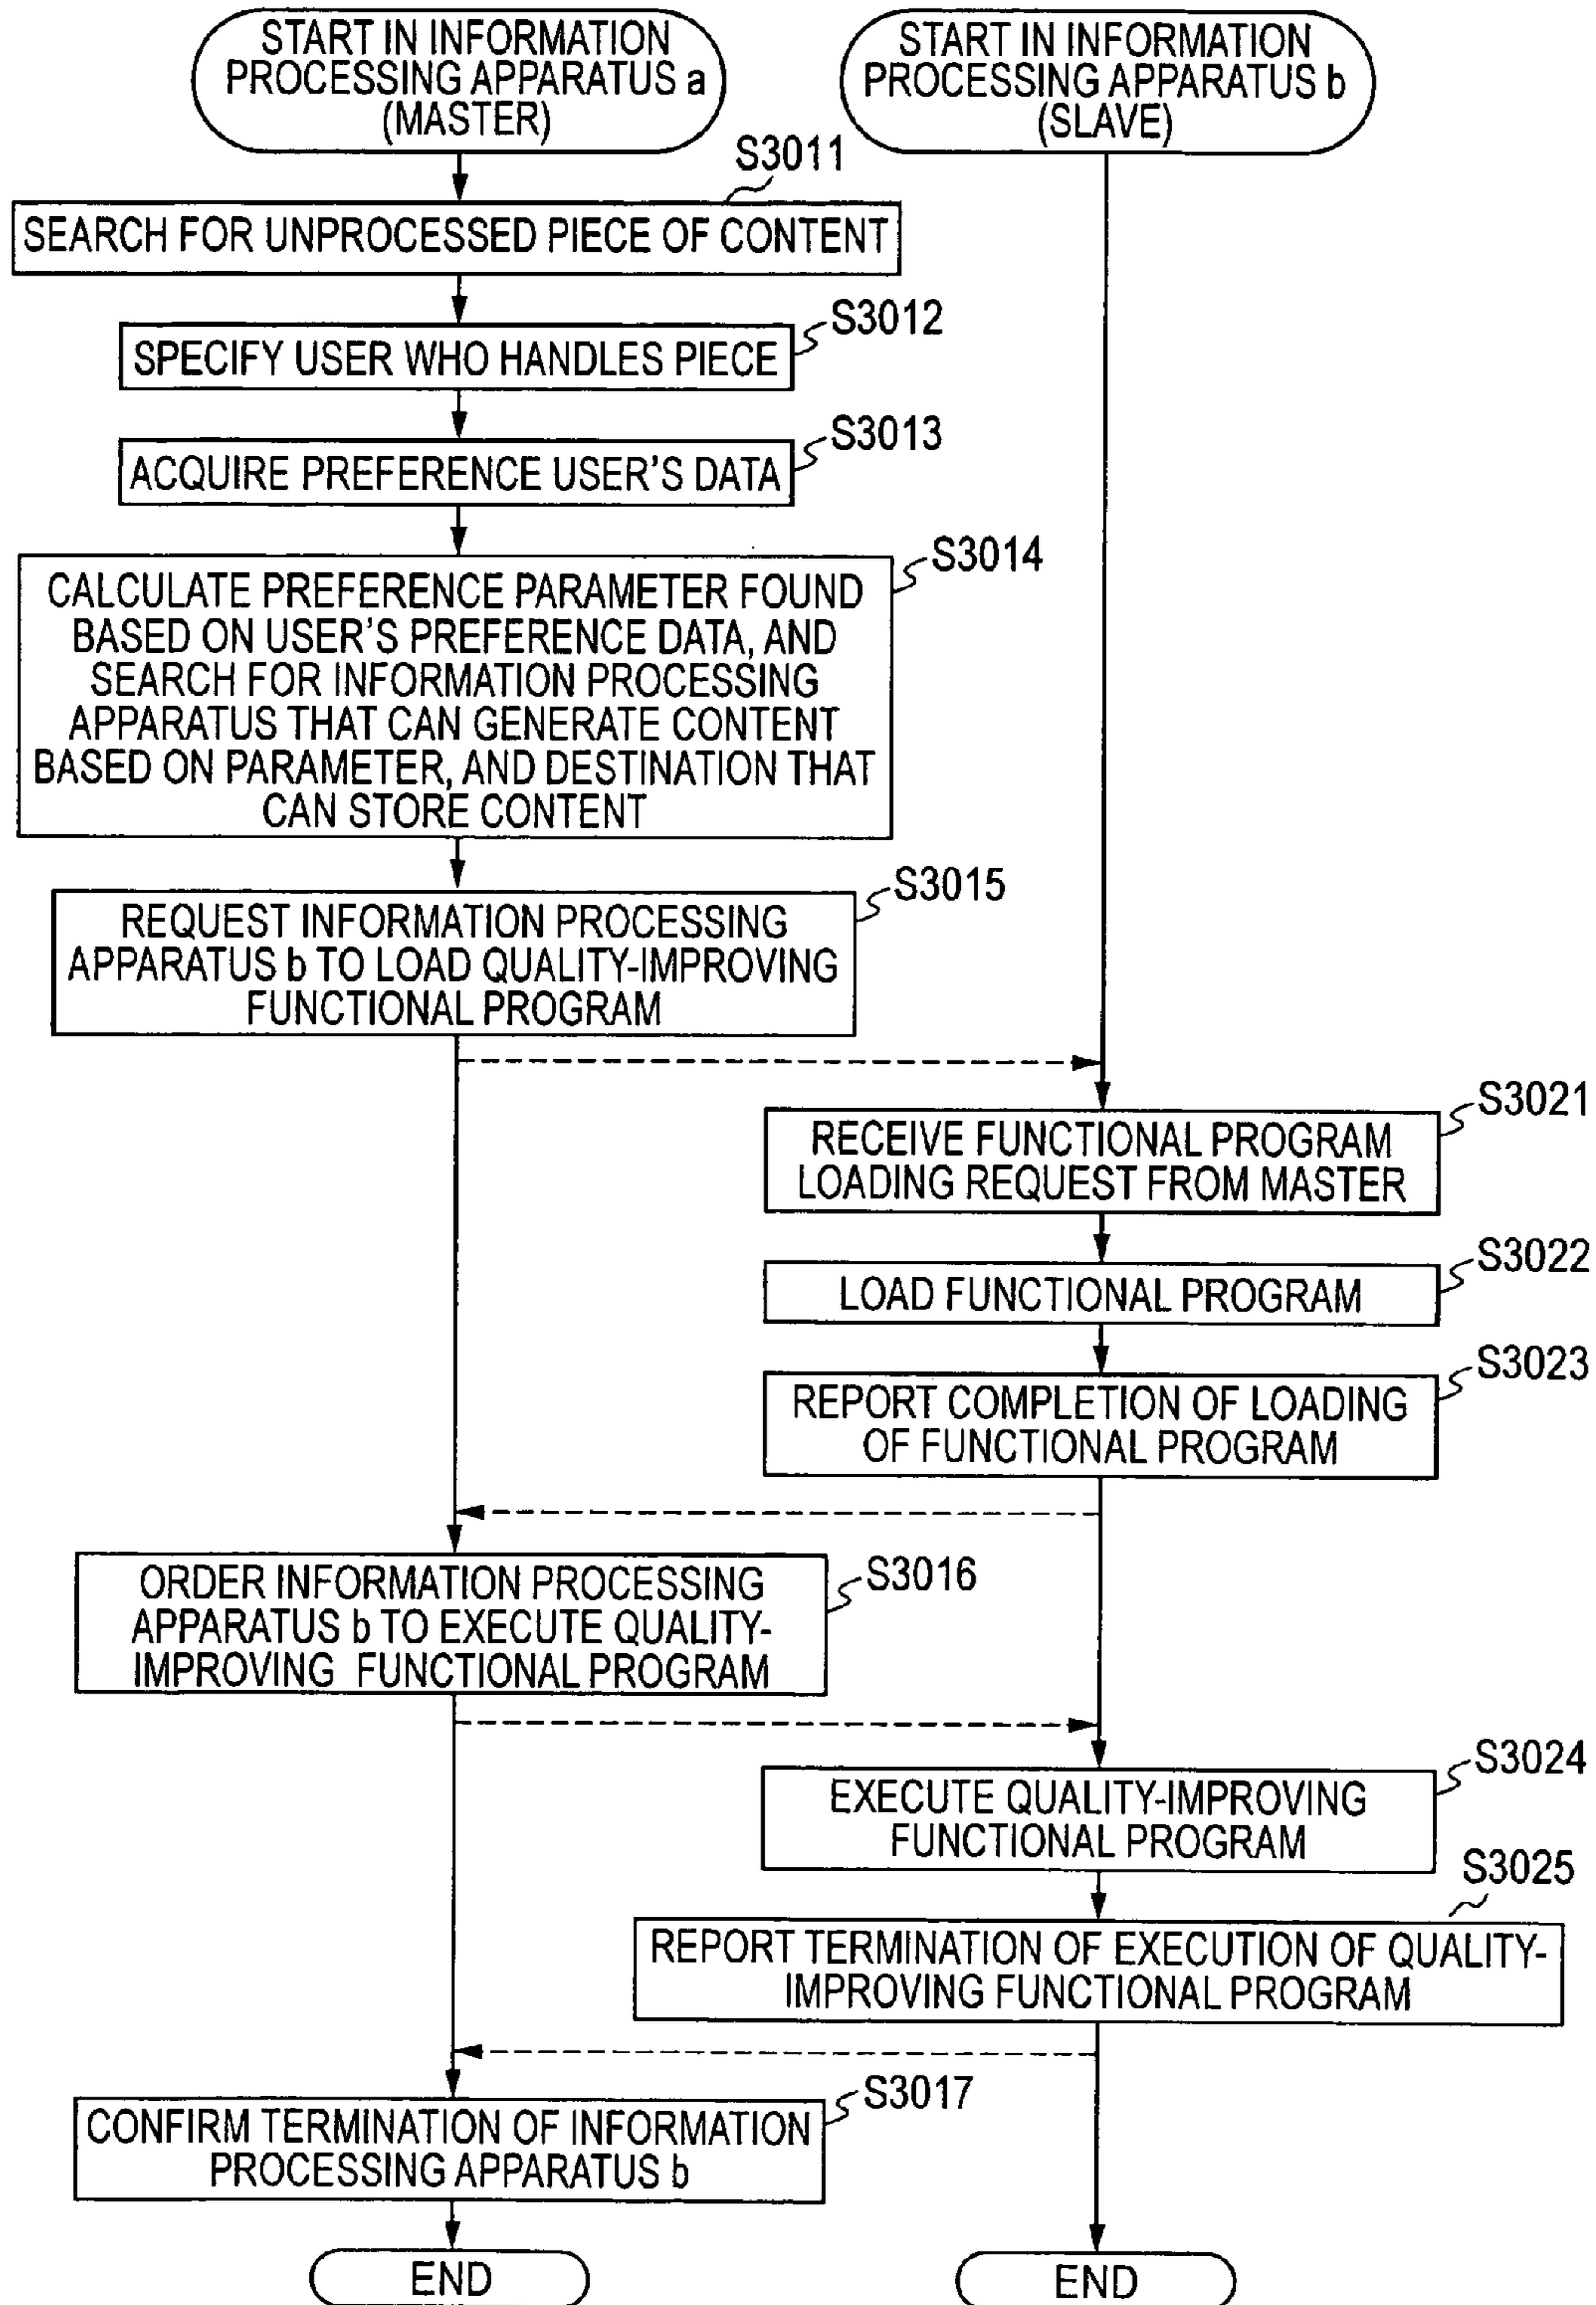 START IN INFORMATION
PROCESSING APPARATUS a
(MASTER)
START IN INFORMATION
PROCESSING APPARATUS b
(SLAVE)
S3011
SEARCH FOR UNPROCESSED PIECE OF CONTENT
S3012
SPECIFY USER WHO HANDLES PIECE
S3013
ACQUIRE PREFERENCE USER'S DATA
S3014
CALCULATE PREFERENCE PARAMETER FOUND
BASED ON USER'S PREFERENCE DATA, AND
SEARCH FOR INFORMATION PROCESSING
APPARATUS THAT CAN GENERATE CONTENT
BASED ON PARAMETER, AND DESTINATION THAT
CAN STORE CONTENT
S3015
REQUEST INFORMATION PROCESSING
APPARATUS b TO LOAD QUALITY-IMPROVING
FUNCTIONAL PROGRAM
S3021
RECEIVE FUNCTIONAL PROGRAM
LOADING REQUEST FROM MASTER
S3022
LOAD FUNCTIONAL PROGRAM
S3023
REPORT COMPLETION OF LOADING
OF FUNCTIONAL PROGRAM
S3016
ORDER INFORMATION PROCESSING
APPARATUS b TO EXECUTE QUALITY-
IMPROVING FUNCTIONAL PROGRAM
S3024
EXECUTE QUALITY-IMPROVING
FUNCTIONAL PROGRAM
S3025
REPORT TERMINATION OF EXECUTION OF QUALITY-
IMPROVING FUNCTIONAL PROGRAM
S3017
CONFIRM TERMINATION OF INFORMATION
PROCESSING APPARATUS b
END
END